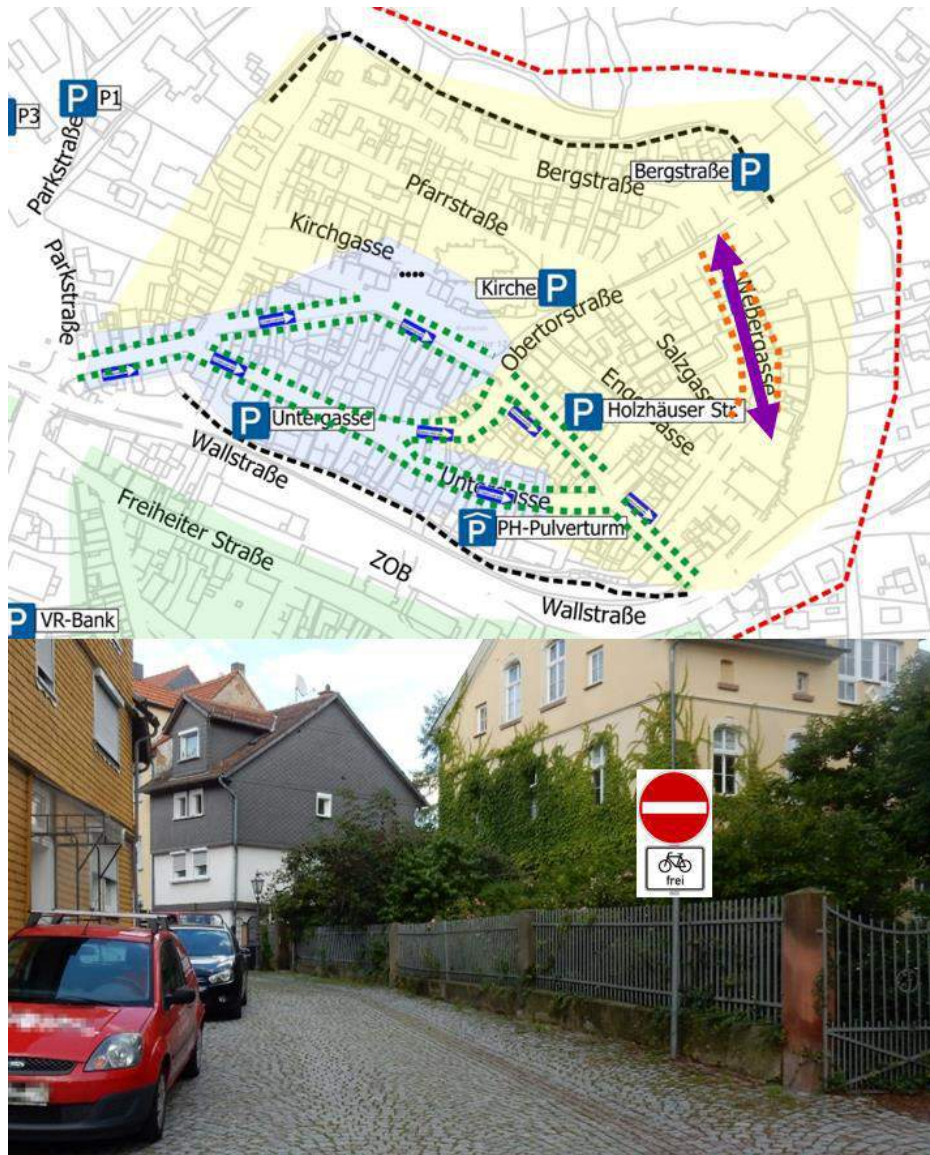 P P1
P3
Parkstraße
Parkstraße
Bergstraße
Bergstraße P
Pfarrstraße
Kirchgasse
Kirche P
Obertorstraße
Webergasse
Salzgasse
P Holzhäuser Str.
P Untergasse
Wallstraße
Untergasse
P PH-Pulverturm
Freiheiter Straße
ZOB
Wallstraße
P VR-Bank
frei